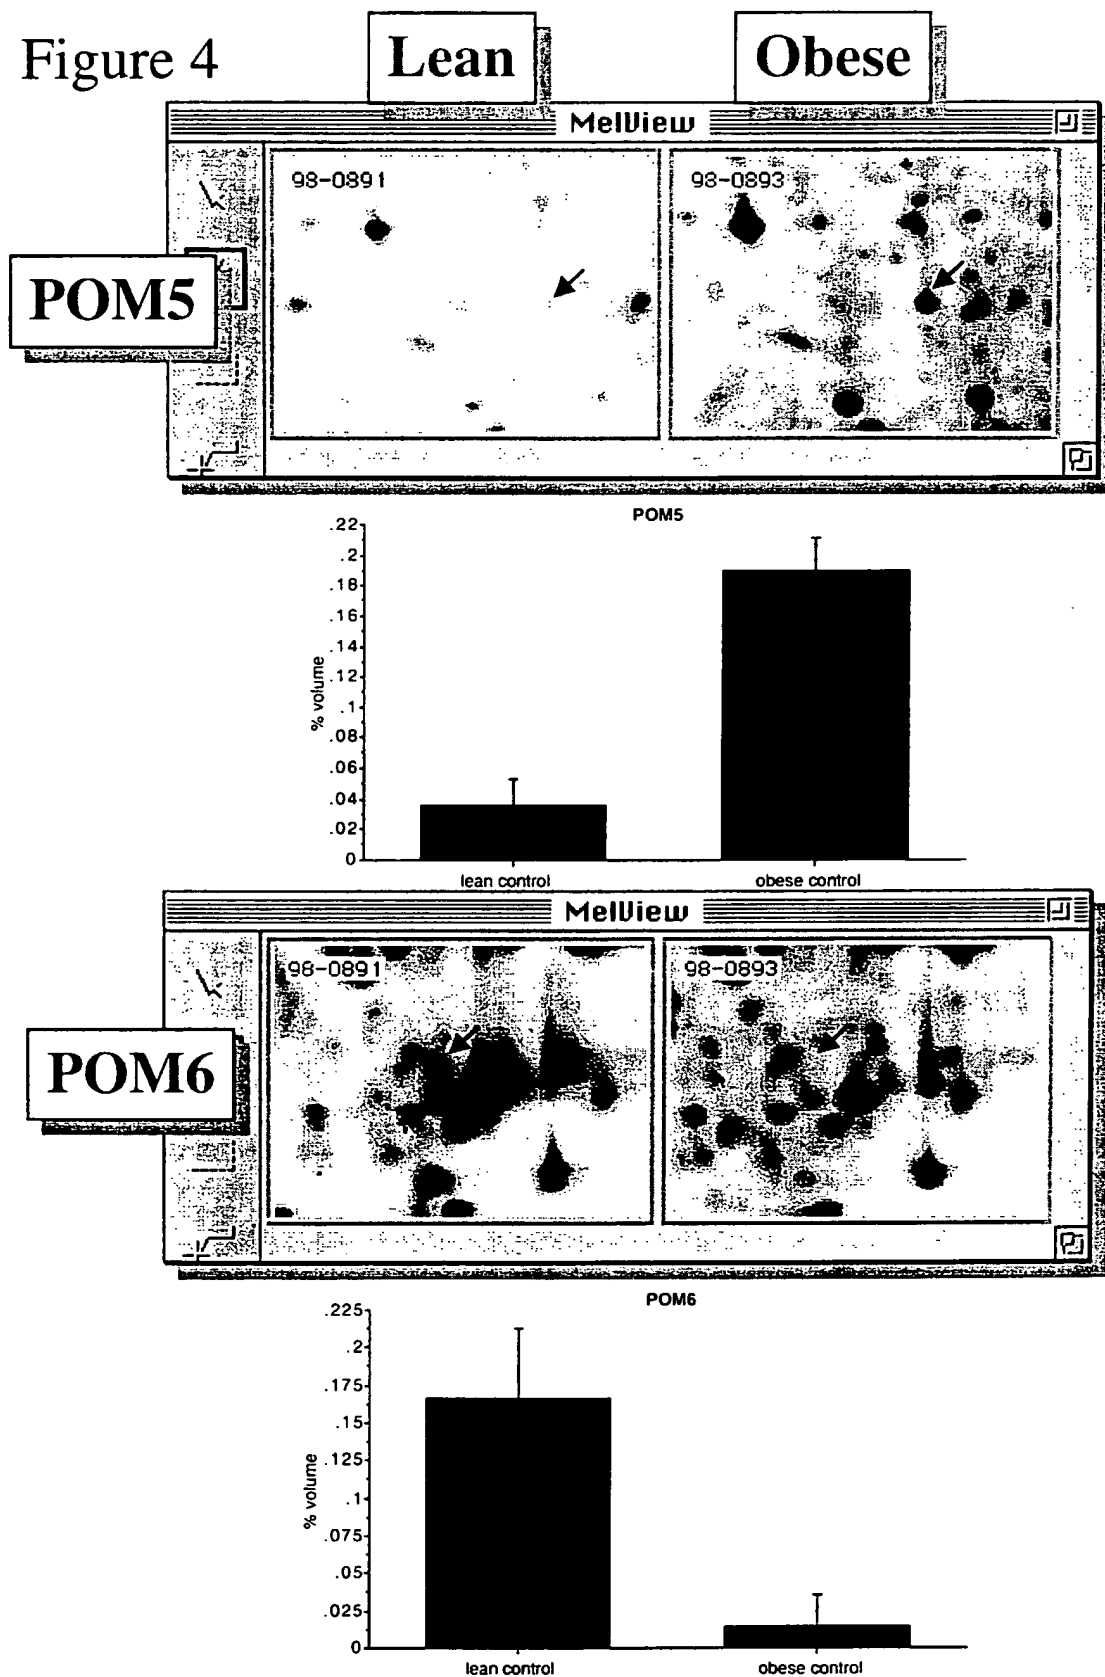 Figure 4
Lean
Obese
MelView
98-0891
98-0893
POM5
POM5
.22
.2
.18
.16
.14
.12
.1
.08
.06
.04
.02
0
% volume
lean control
obese control
MelView
98-0891
98-0893
POM6
POM6
.225
.2
.175
.15
.125
.1
.075
.05
.025
0
% volume
lean control
obese control